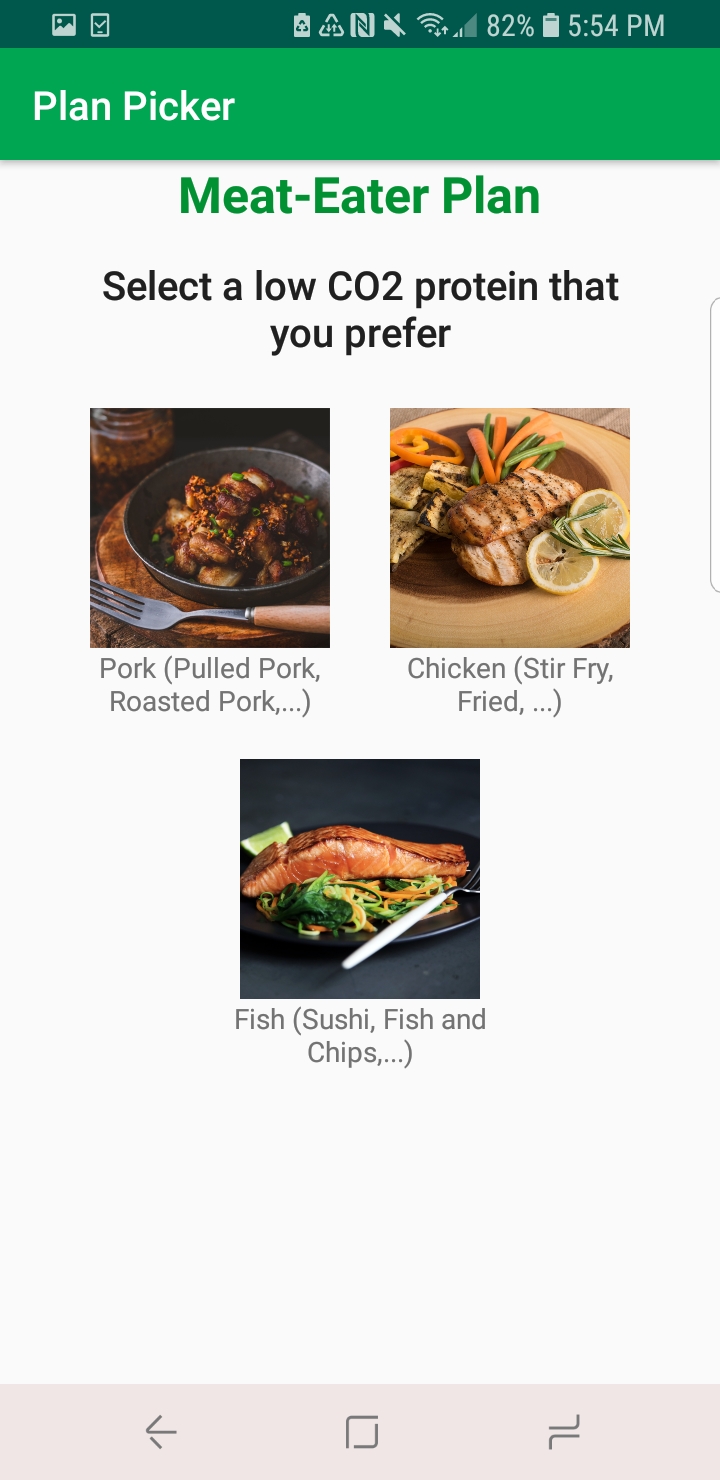 82% 5:54 PM
Plan Picker
Meat-Eater Plan
Select a low CO2 protein that
you prefer
Pork (Pulled Pork,
Roasted Pork,...)
Chicken (Stir Fry,
Fried, ...)
Fish (Sushi, Fish and
Chips,...)